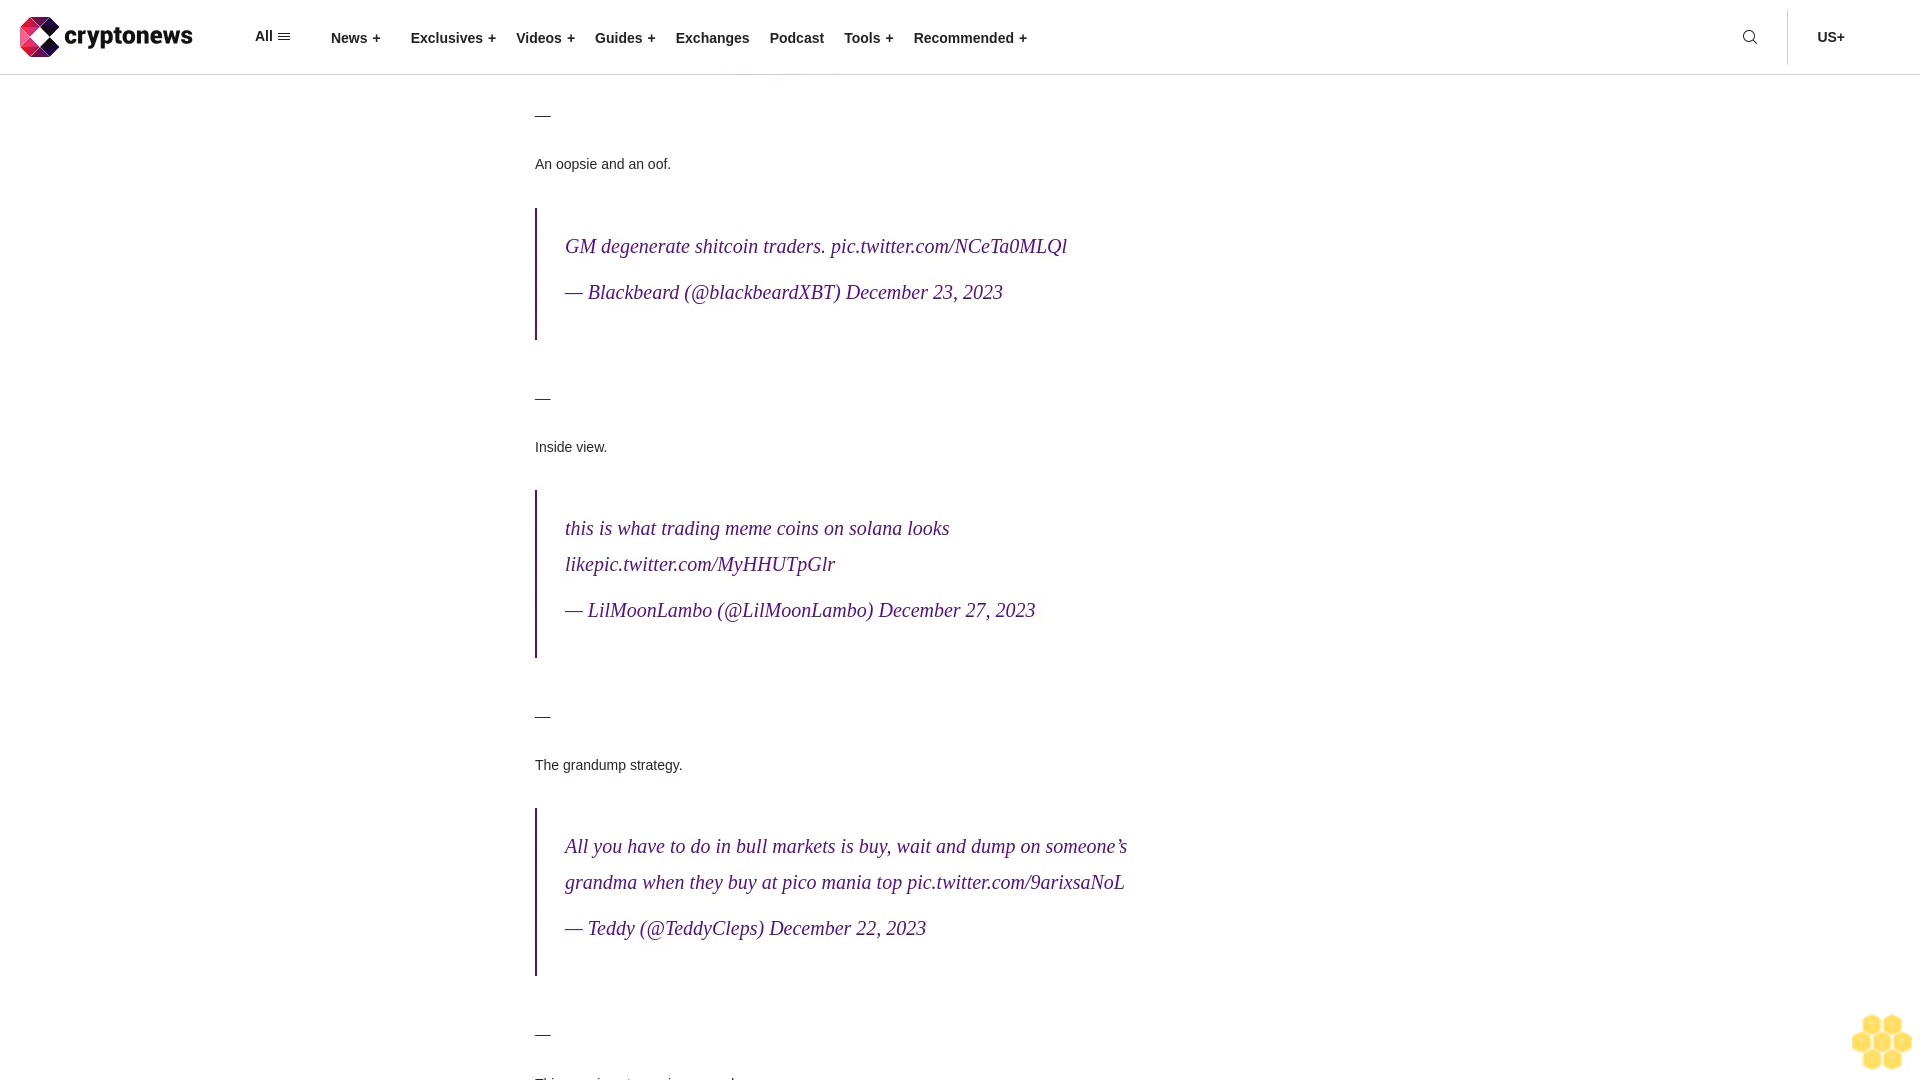 cryptonews
All
News +
Exclusives +
Videos +
Guides +
Exchanges
Podcast
Tools +
Recommended +
US+
—
An oopsie and an oof.
GM degenerate shitcoin traders. pic.twitter.com/NCeTa0MLQl
— Blackbeard (@blackbeardXBT) December 23, 2023
—
Inside view.
this is what trading meme coins on solana looks
likepic.twitter.com/MyHHUTpGlr
— LilMoonLambo (@LilMoonLambo) December 27, 2023
—
The grandump strategy.
All you have to do in bull markets is buy, wait and dump on someone’s
grandma when they buy at pico mania top pic.twitter.com/9arixsaNoL
— Teddy (@TeddyCleps) December 22, 2023
—